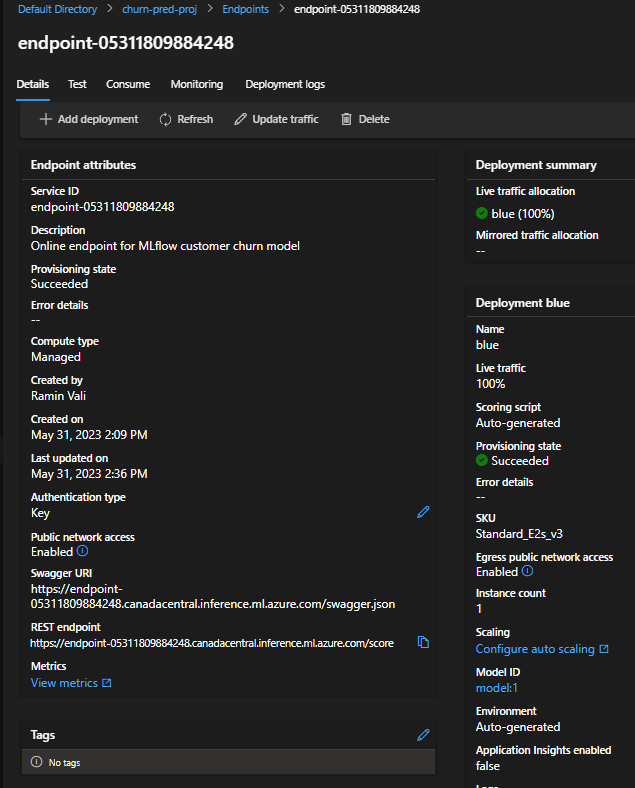 Default Directory > churn-pred-proj > Endpoints > endpoint-05311809884248
endpoint-05311809884248
Details Test Consume Monitoring Deployment logs
Add deployment Refresh Update traffic Delete
Endpoint attributes
Service ID
endpoint-05311809884248
Description
Online endpoint for MLflow customer churn model
Provisioning state
Succeeded
Error details
--
Compute type
Managed
Created by
Ramin Vali
Created on
May 31, 2023 2:09 PM
Last updated on
May 31, 2023 2:36 PM
Authentication type
Key
Public network access
Enabled
Swagger URI
https://endpoint-
05311809884248.canadacentral.inference.ml.azure.com/swagger.json
REST endpoint
https://endpoint-05311809884248.canadacentral.inference.ml.azure.com/score
Metrics
View metrics
Tags
No tags
Deployment summary
Live traffic allocation
blue (100%)
Mirrored traffic allocation
--
Deployment blue
Name
blue
Live traffic
100%
Scoring script
Auto-generated
Provisioning state
Succeeded
Error details
--
SKU
Standard_E2s_v3
Egress public network access
Enabled
Instance count
1
Scaling
Configure auto scaling
Model ID
model:1
Environment
Auto-generated
Application Insights enabled
false